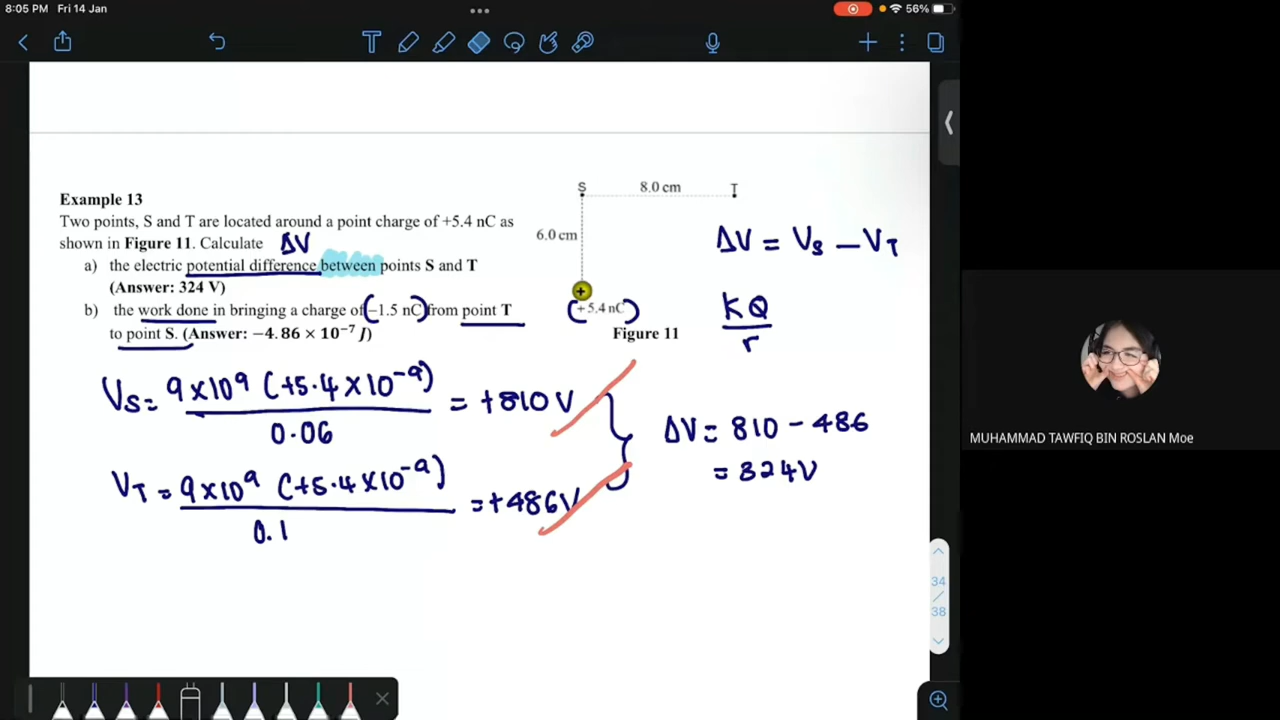 8:05 PM Fri 14 Jan
56%
Example 13
Two points, S and T are located around a point charge of +5.4 nC as
shown in Figure 11. Calculate ΔV
a) the electric potential difference between points S and T
(Answer: 324 V)
b) the work done in bringing a charge of (−1.5 nC) from point T
to point S. (Answer: −4.86 × 10⁻⁷ J)
S 8.0 cm T
6.0 cm
+
(+5.4 nC)
Figure 11
ΔV = Vs − VT
kQ
r
Vs = 9×10⁹ (+5.4×10⁻⁹)
0.06
= +810 V
VT = 9×10⁹ (+5.4×10⁻⁹)
0.1
= +486V
ΔV = 810 − 486
= 324V
34
/
38
T
MUHAMMAD TAWFIQ BIN ROSLAN Moe